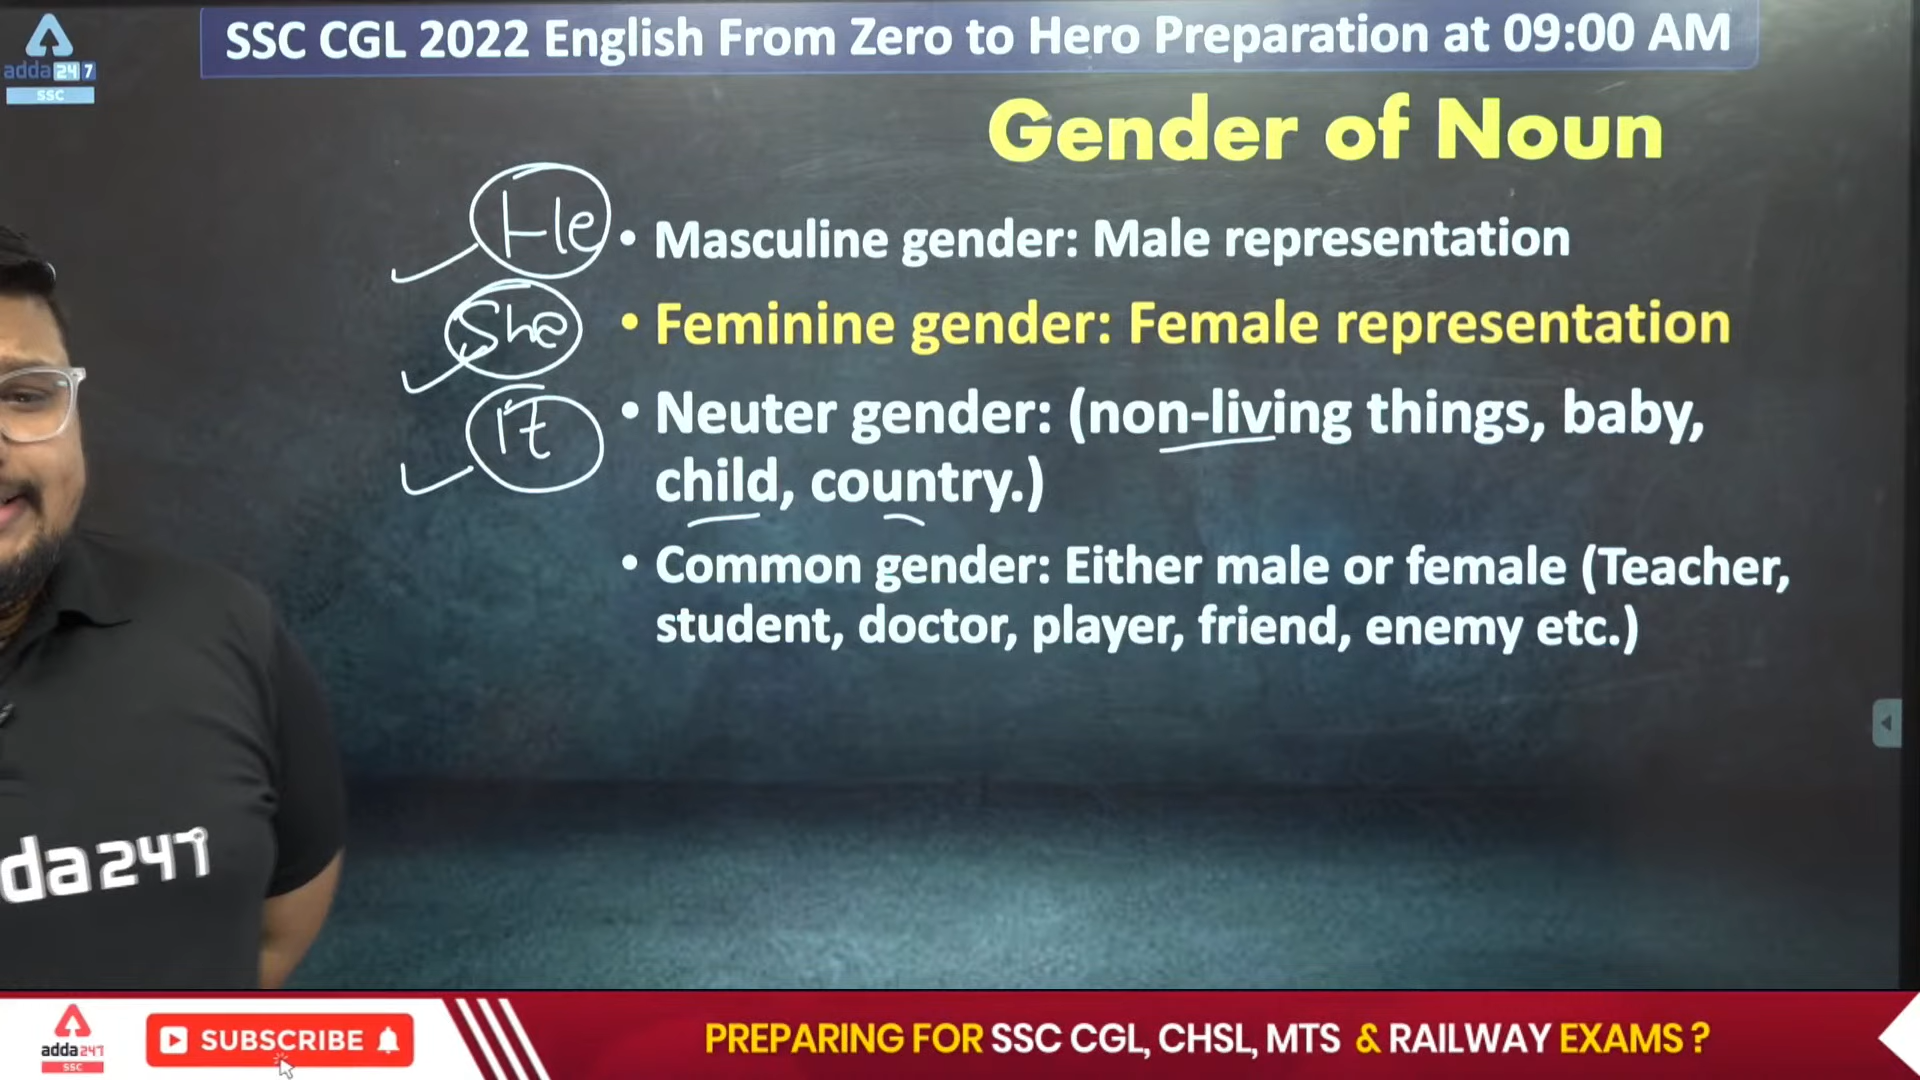 SSC CGL 2022 English From Zero to Hero Preparation at 09:00 AM
adda247
SSC
Gender of Noun
He
• Masculine gender: Male representation
She
• Feminine gender: Female representation
It
• Neuter gender: (non-living things, baby,
child, country.)
• Common gender: Either male or female (Teacher,
student, doctor, player, friend, enemy etc.)
da247
adda247
SSC
SUBSCRIBE
PREPARING FOR SSC CGL, CHSL, MTS & RAILWAY EXAMS ?